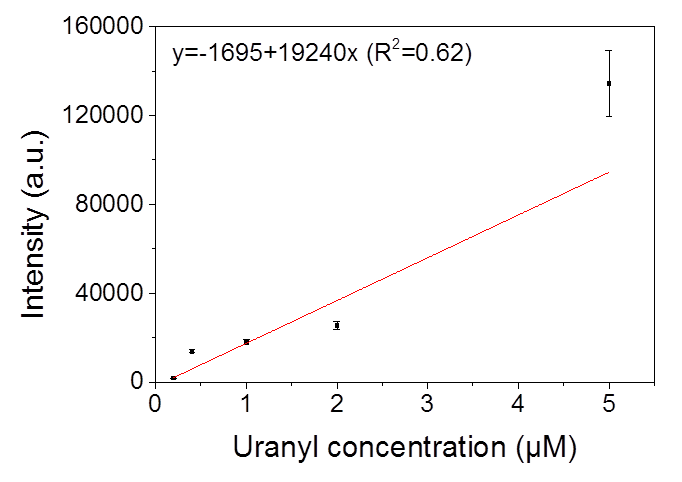 160000
y=-1695+19240x (R²=0.62)
120000
80000
40000
0
0 1 2 3 4 5
Intensity (a.u.)
Uranyl concentration (µM)